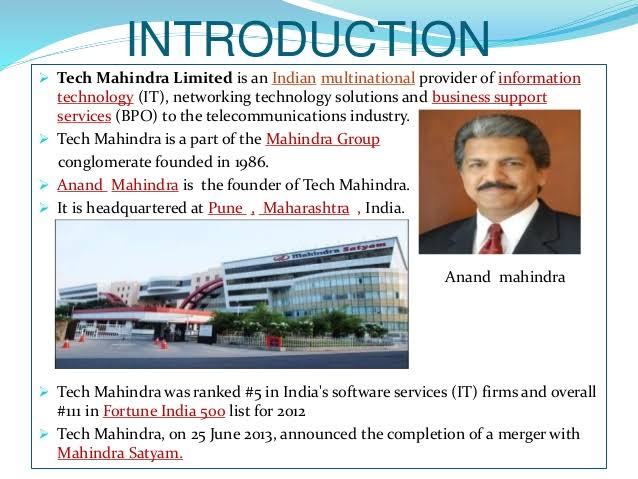 INTRODUCTION
Tech Mahindra Limited is an Indian multinational provider of information
technology (IT), networking technology solutions and business support
services (BPO) to the telecommunications industry.
Tech Mahindra is a part of the Mahindra Group
conglomerate founded in 1986.
Anand Mahindra is the founder of Tech Mahindra.
It is headquartered at Pune , Maharashtra , India.
Mahindra Satyam
Anand mahindra
Tech Mahindra was ranked #5 in India's software services (IT) firms and overall
#111 in Fortune India 500 list for 2012
Tech Mahindra, on 25 June 2013, announced the completion of a merger with
Mahindra Satyam.